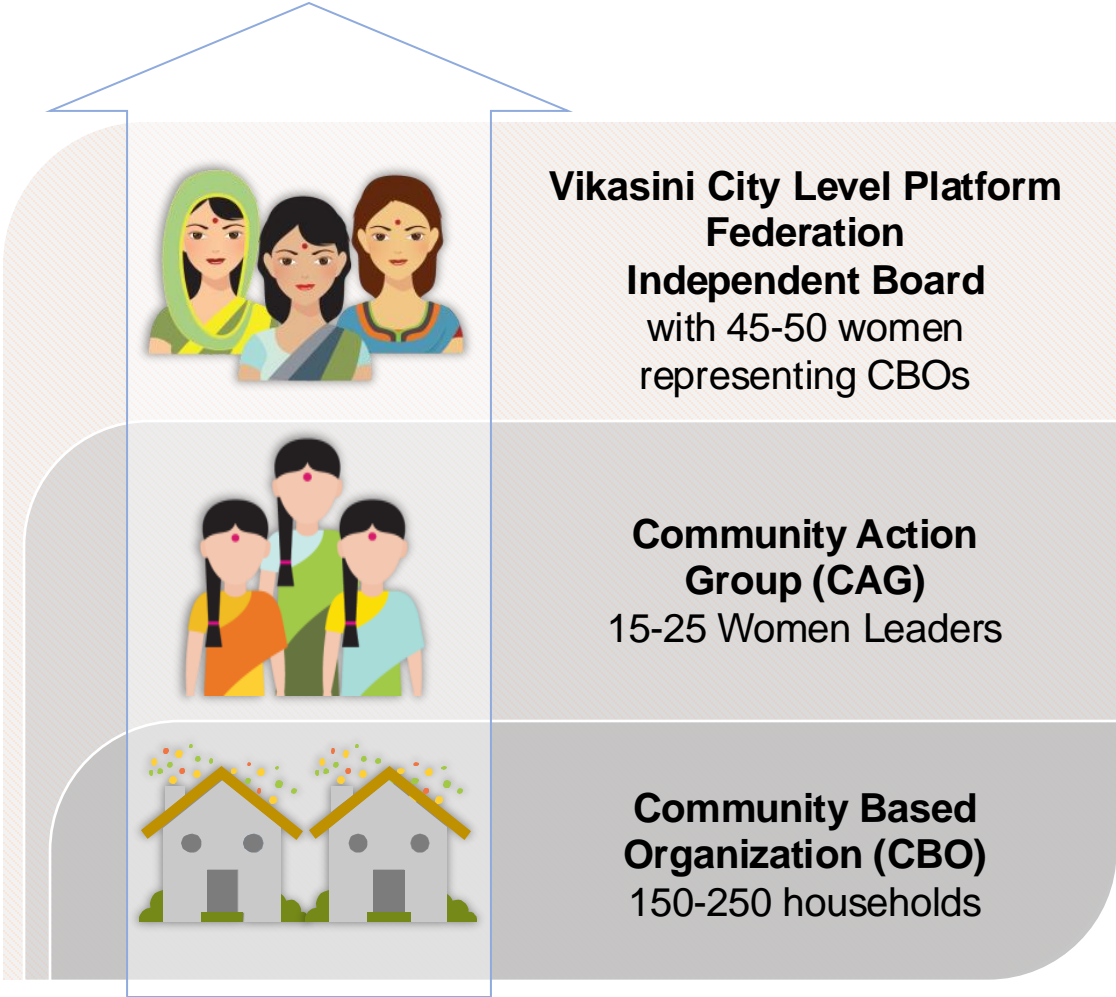 Vikasini City Level Platform
Federation
Independent Board
with 45-50 women
representing CBOs
Community Action
Group (CAG)
15-25 Women Leaders
Community Based
Organization (CBO)
150-250 households